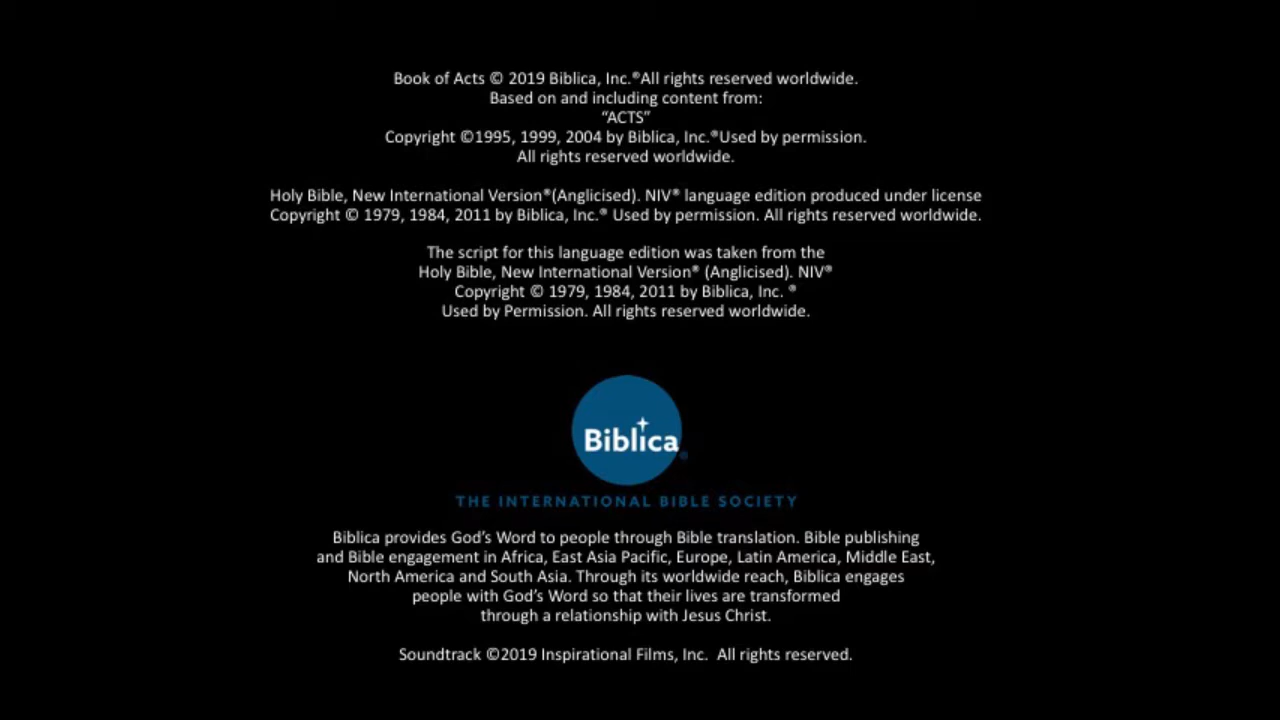 Book of Acts © 2019 Biblica, Inc.®All rights reserved worldwide.
Based on and including content from:
“ACTS”
Copyright ©1995, 1999, 2004 by Biblica, Inc.®Used by permission.
All rights reserved worldwide.
Holy Bible, New International Version®(Anglicised). NIV® language edition produced under license
Copyright © 1979, 1984, 2011 by Biblica, Inc.® Used by permission. All rights reserved worldwide.
The script for this language edition was taken from the
Holy Bible, New International Version® (Anglicised). NIV®
Copyright © 1979, 1984, 2011 by Biblica, Inc. ®
Used by Permission. All rights reserved worldwide.
Biblica®
THE INTERNATIONAL BIBLE SOCIETY
Biblica provides God’s Word to people through Bible translation. Bible publishing
and Bible engagement in Africa, East Asia Pacific, Europe, Latin America, Middle East,
North America and South Asia. Through its worldwide reach, Biblica engages
people with God’s Word so that their lives are transformed
through a relationship with Jesus Christ.
Soundtrack ©2019 Inspirational Films, Inc.  All rights reserved.